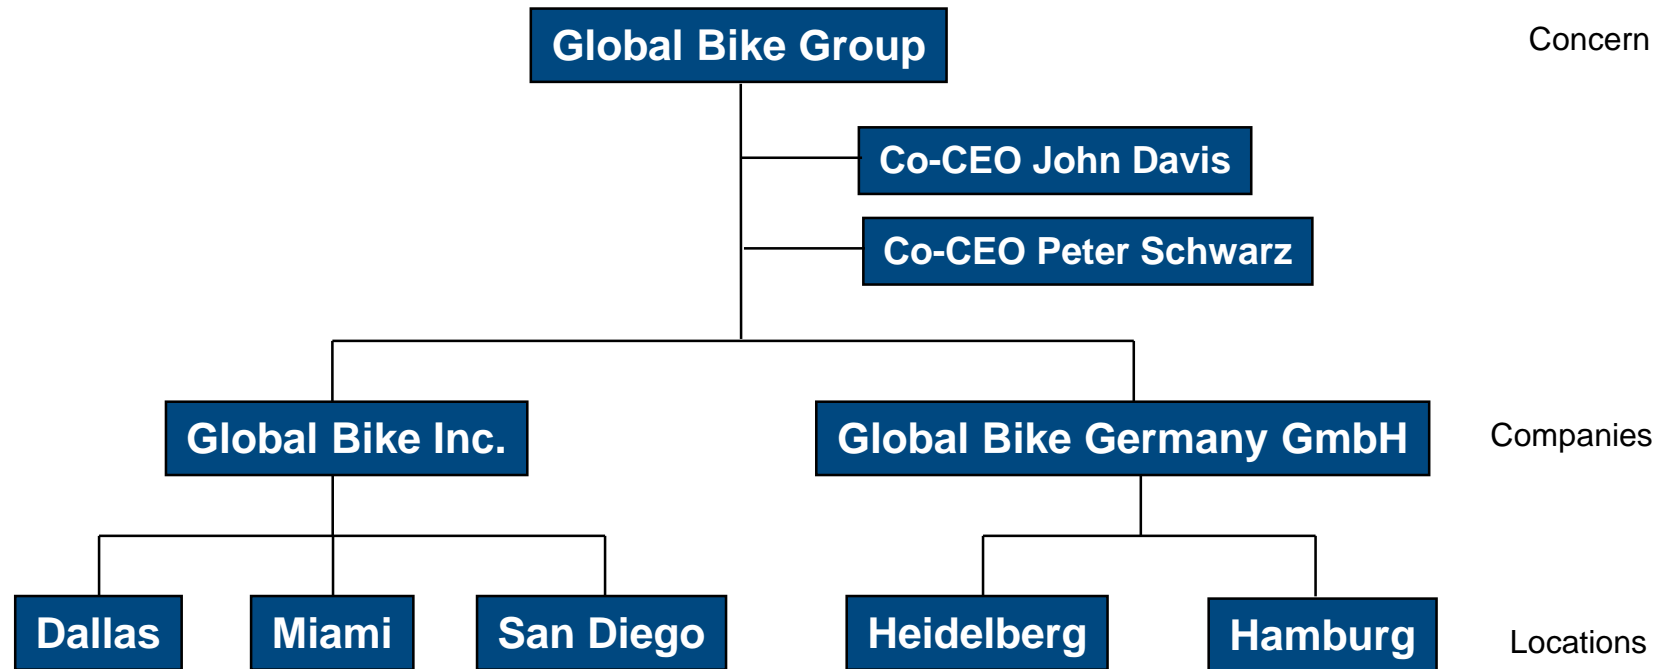 Global Bike Group
Concern
Co-CEO John Davis
Co-CEO Peter Schwarz
Global Bike Inc.
Global Bike Germany GmbH
Companies
Dallas
Miami
San Diego
Heidelberg
Hamburg
Locations